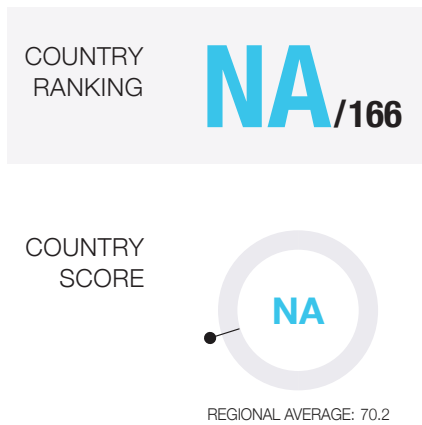 COUNTRY
RANKING
NA/166
COUNTRY
SCORE
NA
REGIONAL AVERAGE: 70.2